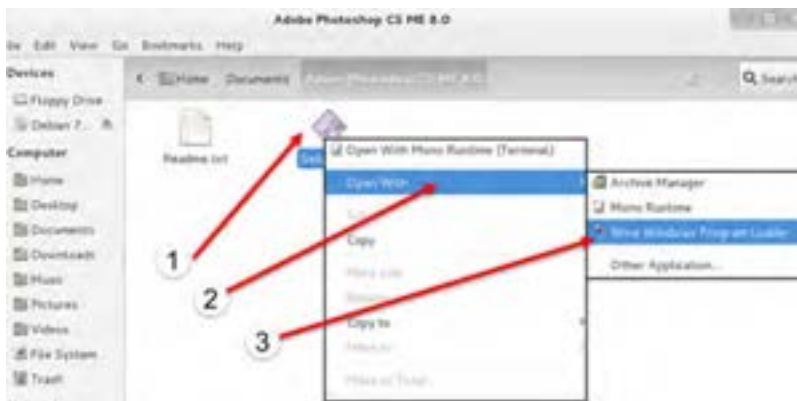 Adobe Photoshop CS ME 8.0
Edit View Go Bookmarks Help
Devices
Home Documents
Search
Floppy Drive
Debian 7.
Computer
Home
Desktop
Documents
Downloads
Music
Pictures
Videos
File System
Trash
Readme.txt
Open With Mono Runtime (Terminal)
Open With
Copy
Copy to
Archive Manager
Mono Runtime
Wine Windows Program Loader
Other Application...
1
2
3